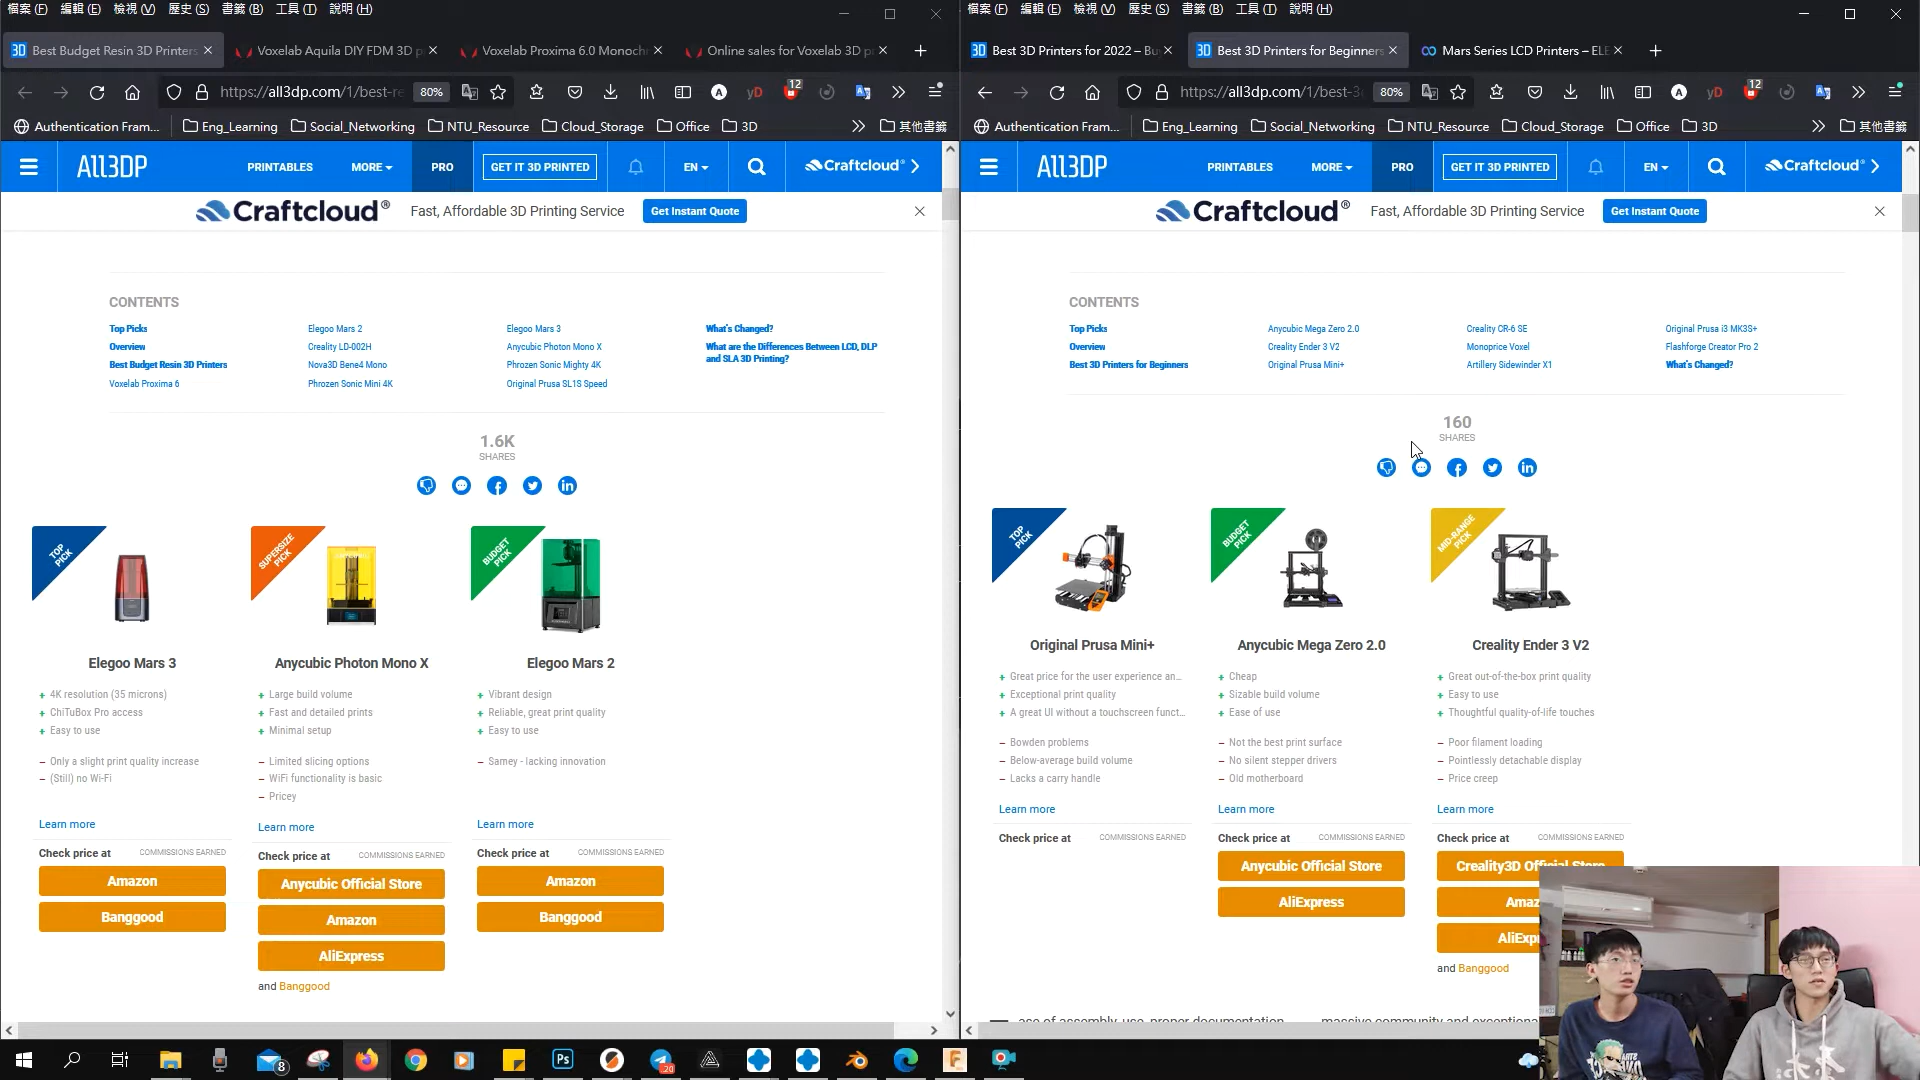 檔案 (F) 編輯 (E) 檢視 (V) 歷史 (S) 書籤 (B) 工具 (T) 說明 (H)
Best Budget Resin 3D Printers
Voxelab Aquila DIY FDM 3D p
Voxelab Proxima 6.0 Monoch
Online sales for Voxelab 3D p
https://all3dp.com/1/best-re
80%
12
Authentication Fram...
Eng_Learning
Social_Networking
NTU_Resource
Cloud_Storage
Office
3D
其他書籤
All3DP
PRINTABLES
MORE
PRO
GET IT 3D PRINTED
EN
Craftcloud®
Craftcloud®
Fast, Affordable 3D Printing Service
Get Instant Quote
CONTENTS
Top Picks
Overview
Best Budget Resin 3D Printers
Voxelab Proxima 6
Elegoo Mars 2
Creality LD-002H
Nova3D Bene4 Mono
Phrozen Sonic Mini 4K
Elegoo Mars 3
Anycubic Photon Mono X
Phrozen Sonic Mighty 4K
Original Prusa SL1S Speed
What's Changed?
What are the Differences Between LCD, DLP
and SLA 3D Printing?
1.6K
SHARES
TOP
PICK
Elegoo Mars 3
+ 4K resolution (35 microns)
+ ChiTuBox Pro access
+ Easy to use
– Only a slight print quality increase
– (Still) no Wi-Fi
Learn more
Check price at
COMMISSIONS EARNED
Amazon
Banggood
SUPERSIZE
PICK
Anycubic Photon Mono X
+ Large build volume
+ Fast and detailed prints
+ Minimal setup
– Limited slicing options
– WiFi functionality is basic
– Pricey
Learn more
Check price at
COMMISSIONS EARNED
Anycubic Official Store
Amazon
AliExpress
and Banggood
BUDGET
PICK
Elegoo Mars 2
+ Vibrant design
+ Reliable, great print quality
+ Easy to use
– Samey - lacking innovation
Learn more
Check price at
COMMISSIONS EARNED
Amazon
Banggood
檔案 (F) 編輯 (E) 檢視 (V) 歷史 (S) 書籤 (B) 工具 (T) 說明 (H)
Best 3D Printers for 2022 – Bu
Best 3D Printers for Beginners
Mars Series LCD Printers – ELE
https://all3dp.com/1/best-3
80%
12
Authentication Fram...
Eng_Learning
Social_Networking
NTU_Resource
Cloud_Storage
Office
3D
其他書籤
All3DP
PRINTABLES
MORE
PRO
GET IT 3D PRINTED
EN
Craftcloud®
Craftcloud®
Fast, Affordable 3D Printing Service
Get Instant Quote
CONTENTS
Top Picks
Overview
Best 3D Printers for Beginners
Anycubic Mega Zero 2.0
Creality Ender 3 V2
Original Prusa Mini+
Creality CR-6 SE
Monoprice Voxel
Artillery Sidewinder X1
Original Prusa i3 MK3S+
Flashforge Creator Pro 2
What's Changed?
160
SHARES
TOP
PICK
Original Prusa Mini+
+ Great price for the user experience an...
+ Exceptional print quality
+ A great UI without a touchscreen funct...
– Bowden problems
– Below-average build volume
– Lacks a carry handle
Learn more
Check price at
COMMISSIONS EARNED
BUDGET
PICK
Anycubic Mega Zero 2.0
+ Cheap
+ Sizable build volume
+ Ease of use
– Not the best print surface
– No silent stepper drivers
– Old motherboard
Learn more
Check price at
COMMISSIONS EARNED
Anycubic Official Store
AliExpress
MID-RANGE
PICK
Creality Ender 3 V2
+ Great out-of-the-box print quality
+ Easy to use
+ Thoughtful quality-of-life touches
– Poor filament loading
– Pointlessly detachable display
– Price creep
Learn more
Check price at
COMMISSIONS EARNED
Creality3D Official Store
Amaz
AliExp
and Banggood
ease of assembly, use, proper documentation
massive community and exceptiona
8
Ps
20